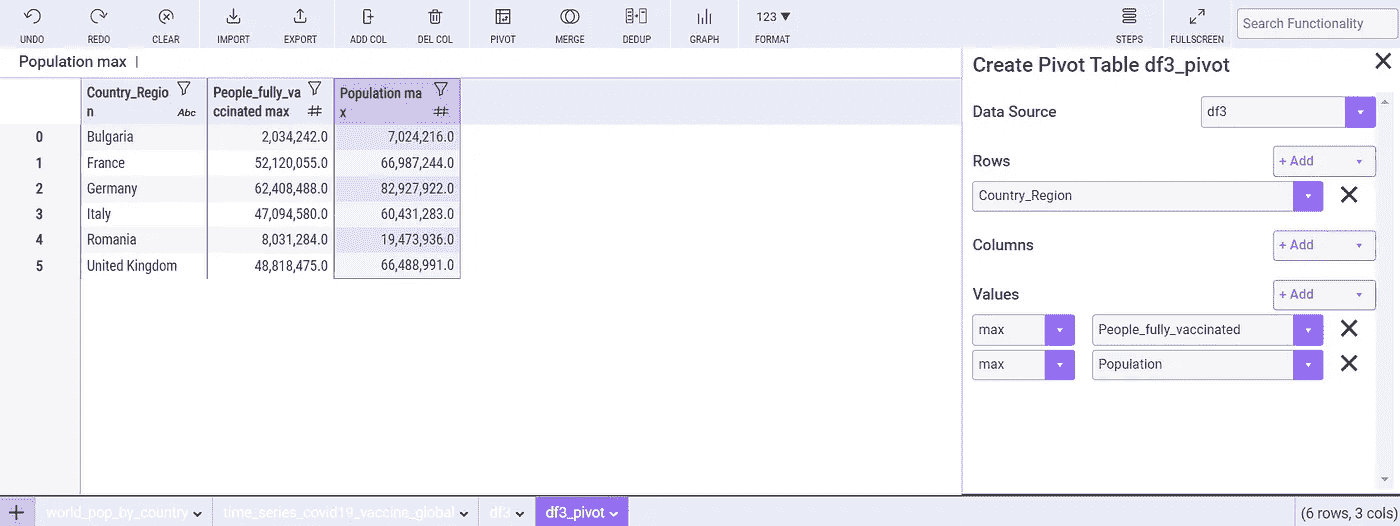 UNDO REDO CLEAR IMPORT EXPORT ADD COL DEL COL PIVOT MERGE DEDUP GRAPH 123 ▼ FORMAT STEPS FULLSCREEN Search Functionality
Population max
Country_Regio
n
Abc
People_fully_va
ccinated max
Population ma
x
0 Bulgaria 2,034,242.0 7,024,216.0
1 France 52,120,055.0 66,987,244.0
2 Germany 62,408,488.0 82,927,922.0
3 Italy 47,094,580.0 60,431,283.0
4 Romania 8,031,284.0 19,473,936.0
5 United Kingdom 48,818,475.0 66,488,991.0
Create Pivot Table df3_pivot
Data Source df3
Rows + Add
Country_Region
Columns + Add
Values + Add
max People_fully_vaccinated
max Population
world_pop_by_country time_series_covid19_vaccine_global df3 df3_pivot (6 rows, 3 cols)